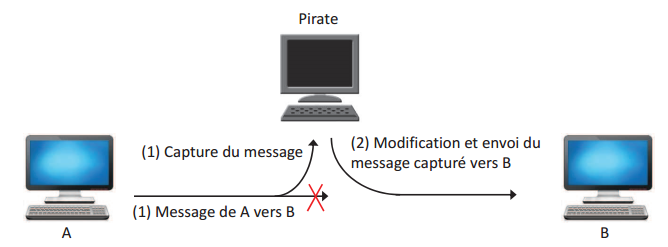 Pirate
(1) Capture du message
(2) Modification et envoi du
message capturé vers B
(1) Message de A vers B
A
B